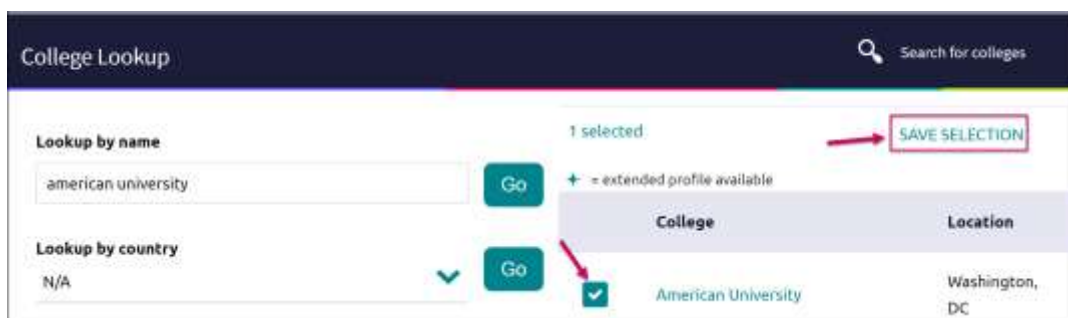 College Lookup
Search for colleges
Lookup by name
american university
Go
Lookup by country
N/A
Go
1 selected
SAVE SELECTION
+ = extended profile available
College Location
American University
Washington,
DC